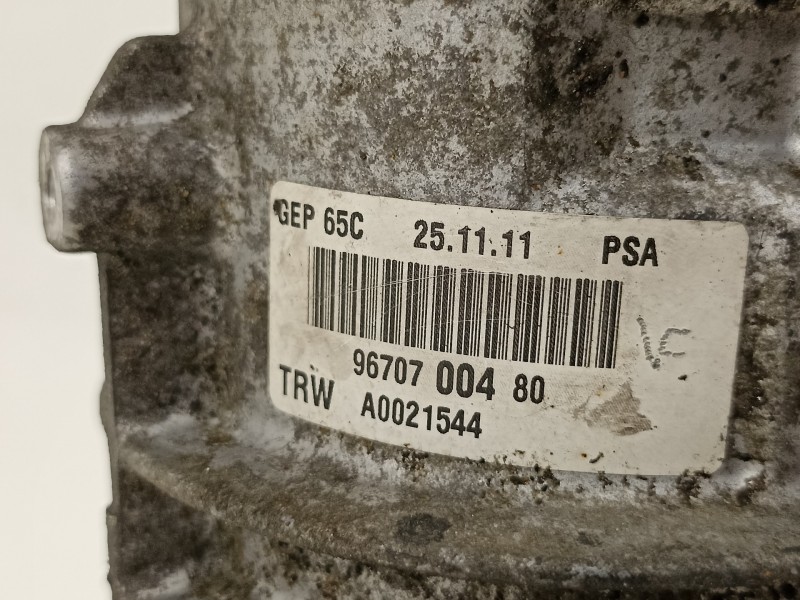 GEP 65C 25.11.11 PSA
96707 004 80
TRW A0021544